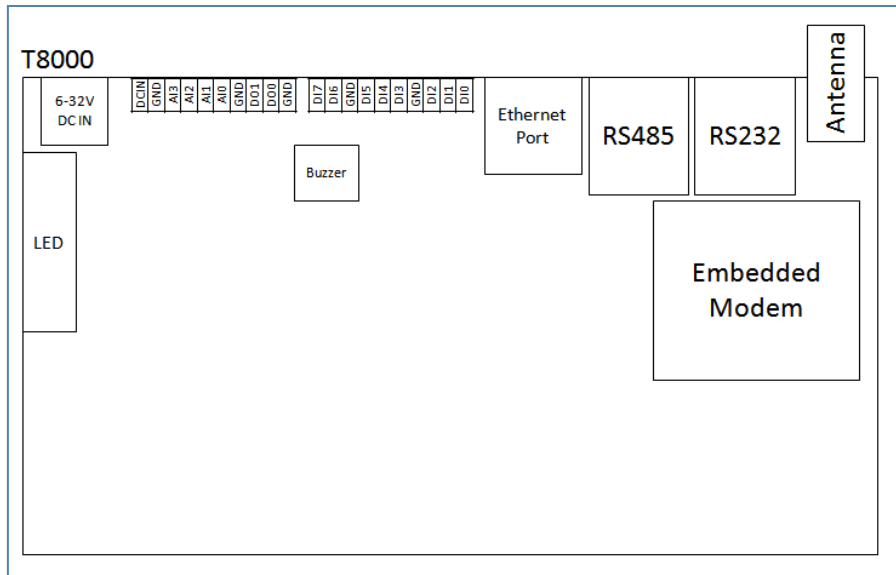 T8000
Antenna
6-32V
DC IN
DCIN
GND
AI3
AI2
AI1
AI0
GND
DO1
DO0
GND
DI7
DI6
GND
DI5
DI4
DI3
GND
DI2
DI1
DI0
Ethernet
Port
RS485
RS232
Buzzer
LED
Embedded
Modem